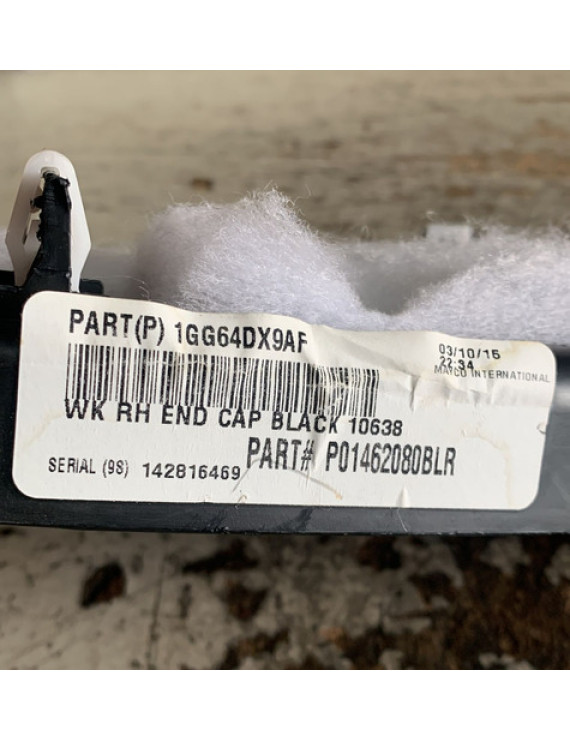 PART(P) 1GG64DX9AF
03/10/15
22:34
MAYCO INTERNATIONAL
WK RH END CAP BLACK 10638
PART# P01462080BLR
SERIAL (9S) 142816469